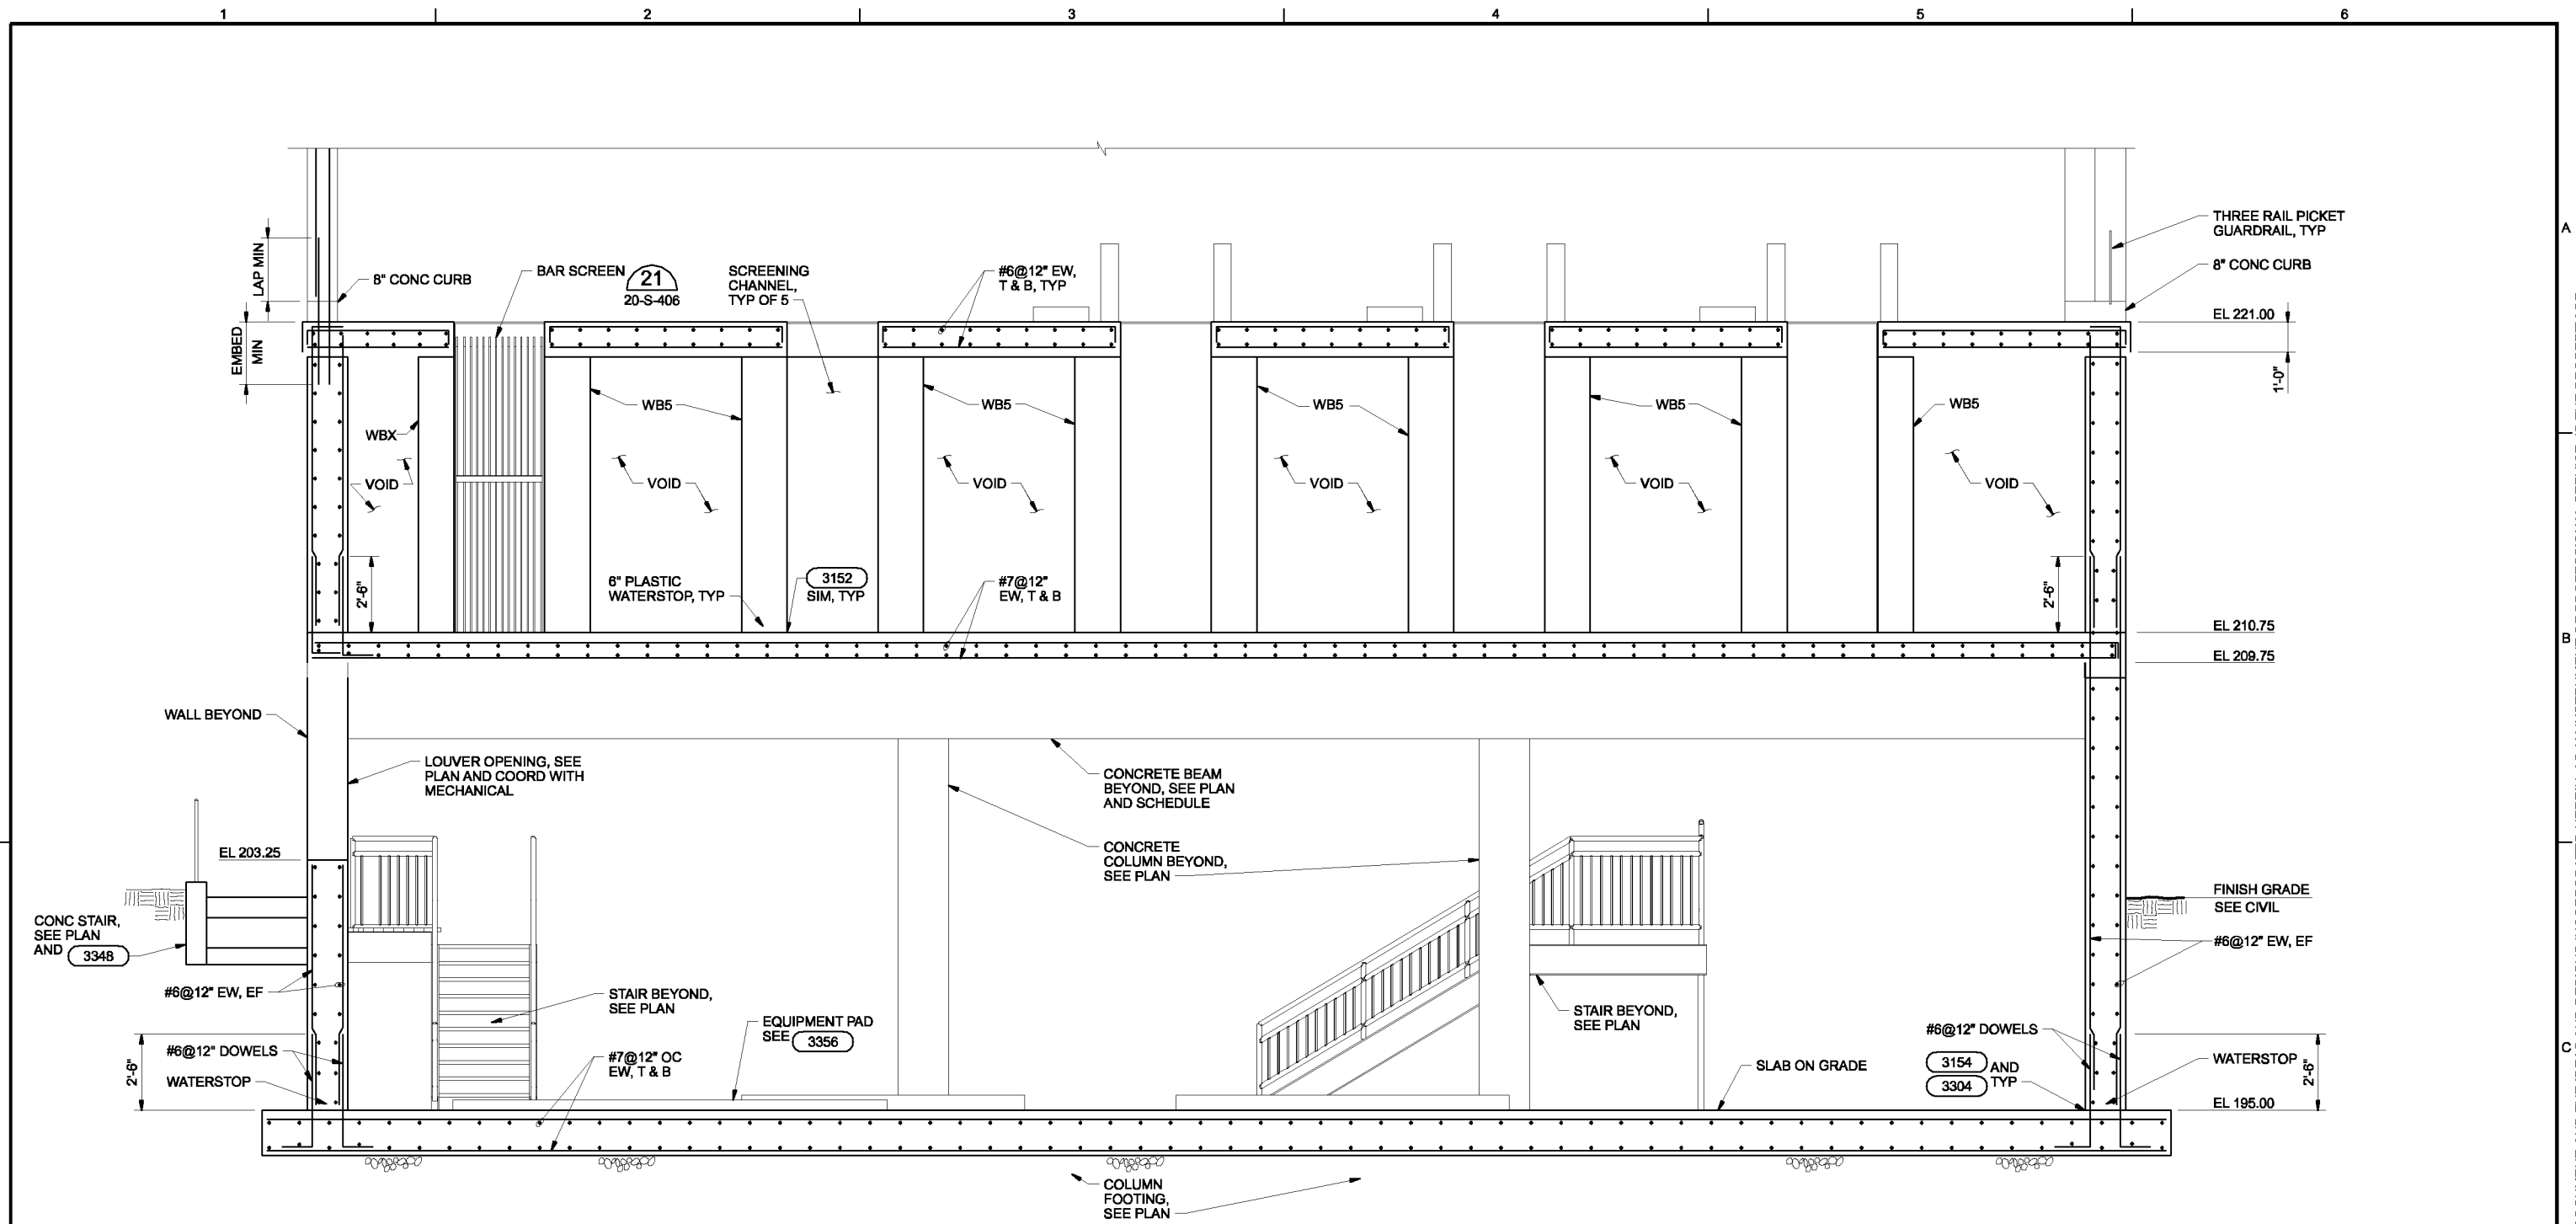 1 2 3 4 5 6
A
B
C
LAP MIN
EMBED
MIN
8" CONC CURB
BAR SCREEN
21
20-S-406
SCREENING
CHANNEL,
TYP OF 5
#6@12" EW,
T & B, TYP
THREE RAIL PICKET
GUARDRAIL, TYP
8" CONC CURB
EL 221.00
1'-0"
WBX
WB5
WB5
WB5
WB5
WB5
VOID
VOID
VOID
VOID
VOID
VOID
2'-6"
6" PLASTIC
WATERSTOP, TYP
3152
SIM, TYP
#7@12"
EW, T & B
2'-6"
EL 210.75
EL 209.75
WALL BEYOND
LOUVER OPENING, SEE
PLAN AND COORD WITH
MECHANICAL
CONCRETE BEAM
BEYOND, SEE PLAN
AND SCHEDULE
CONCRETE
COLUMN BEYOND,
SEE PLAN
EL 203.25
CONC STAIR,
SEE PLAN
AND 3348
FINISH GRADE
SEE CIVIL
#6@12" EW, EF
#6@12" EW, EF
STAIR BEYOND,
SEE PLAN
STAIR BEYOND,
SEE PLAN
EQUIPMENT PAD
SEE 3356
#6@12" DOWELS
WATERSTOP
2'-6"
#7@12" OC
EW, T & B
SLAB ON GRADE
#6@12" DOWELS
3154 AND
3304 TYP
WATERSTOP
2'-6"
EL 195.00
COLUMN
FOOTING,
SEE PLAN